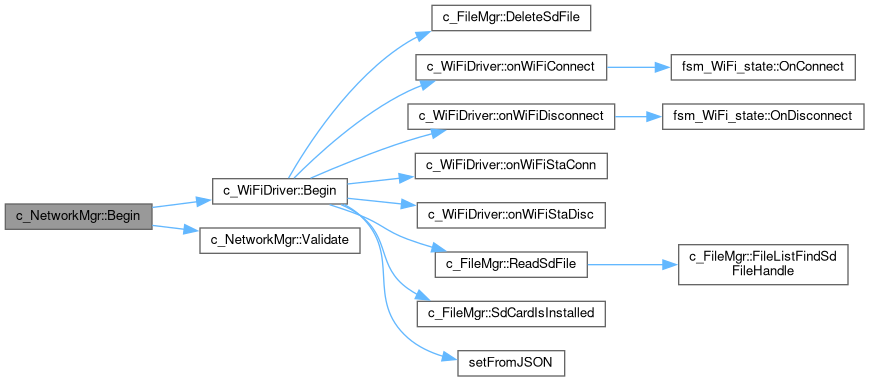 c_NetworkMgr::Begin
c_WiFiDriver::Begin
c_NetworkMgr::Validate
c_FileMgr::DeleteSdFile
c_WiFiDriver::onWiFiConnect
fsm_WiFi_state::OnConnect
c_WiFiDriver::onWiFiDisconnect
fsm_WiFi_state::OnDisconnect
c_WiFiDriver::onWiFiStaConn
c_WiFiDriver::onWiFiStaDisc
c_FileMgr::ReadSdFile
c_FileMgr::FileListFindSd
FileHandle
c_FileMgr::SdCardIsInstalled
setFromJSON